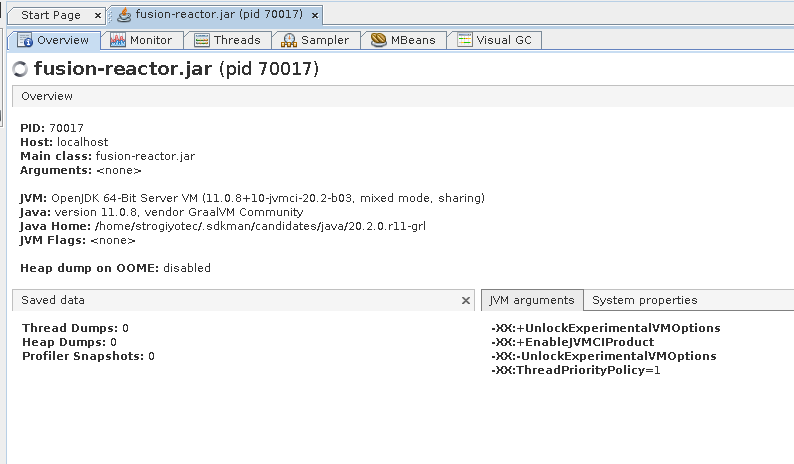 Start Page
fusion-reactor.jar (pid 70017)
Overview
Monitor
Threads
Sampler
MBeans
Visual GC
fusion-reactor.jar (pid 70017)
Overview
PID: 70017
Host: localhost
Main class: fusion-reactor.jar
Arguments: <none>
JVM: OpenJDK 64-Bit Server VM (11.0.8+10-jvmci-20.2-b03, mixed mode, sharing)
Java: version 11.0.8, vendor GraalVM Community
Java Home: /home/strogiyotec/.sdkman/candidates/java/20.2.0.r11-grl
JVM Flags: <none>
Heap dump on OOME: disabled
Saved data
Thread Dumps: 0
Heap Dumps: 0
Profiler Snapshots: 0
JVM arguments
System properties
-XX:+UnlockExperimentalVMOptions
-XX:+EnableJVMCIProduct
-XX:-UnlockExperimentalVMOptions
-XX:ThreadPriorityPolicy=1